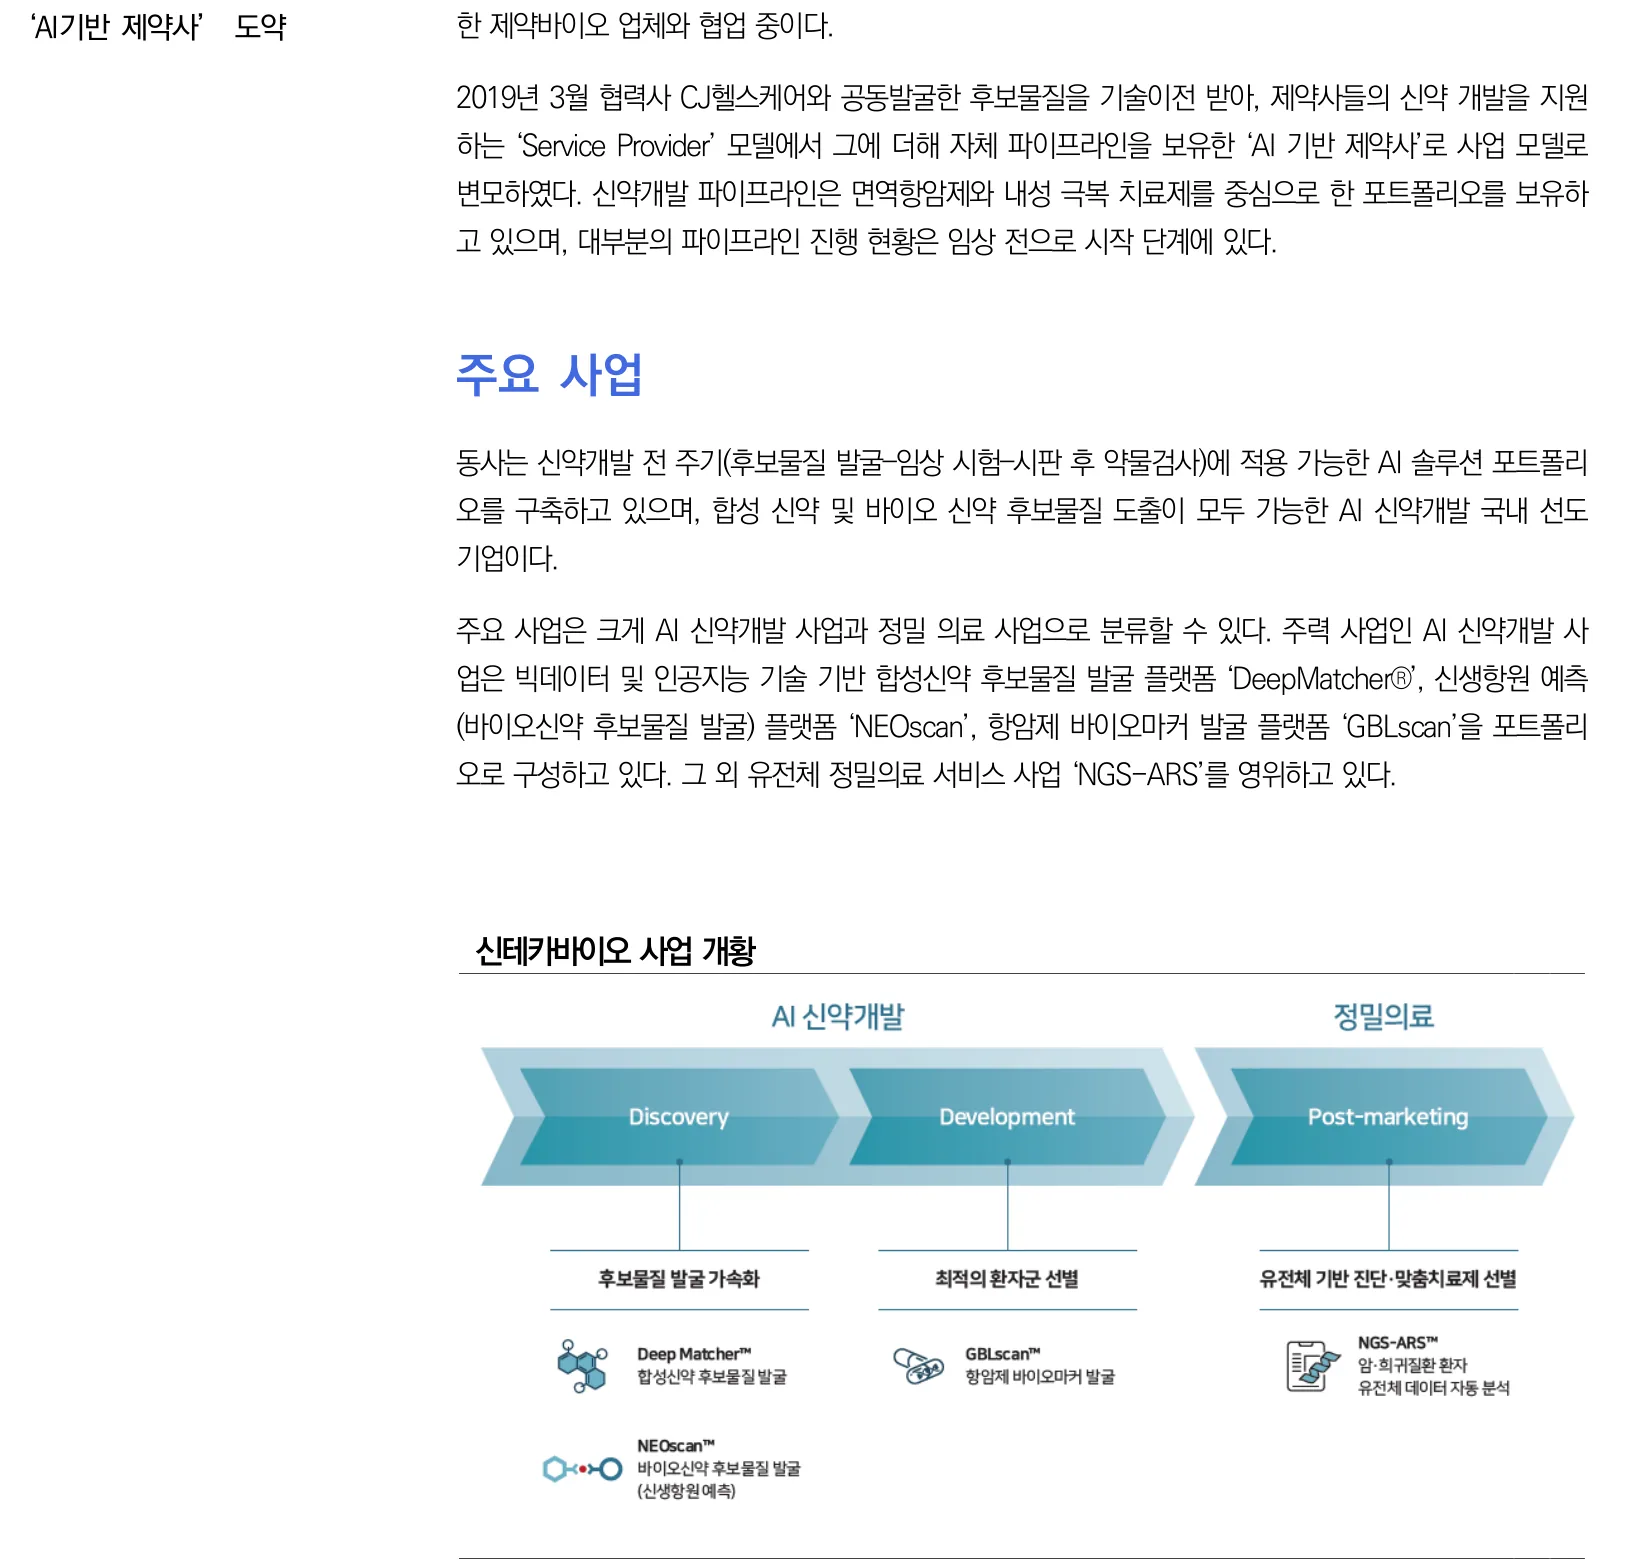 ‘AI기반 제약사’ 도약
한 제약바이오 업체와 협업 중이다.
2019년 3월 협력사 CJ헬스케어와 공동발굴한 후보물질을 기술이전 받아, 제약사들의 신약 개발을 지원
하는 ‘Service Provider’ 모델에서 그에 더해 자체 파이프라인을 보유한 ‘AI 기반 제약사’로 사업 모델로
변모하였다. 신약개발 파이프라인은 면역항암제와 내성 극복 치료제를 중심으로 한 포트폴리오를 보유하
고 있으며, 대부분의 파이프라인 진행 현황은 임상 전으로 시작 단계에 있다.
주요 사업
동사는 신약개발 전 주기(후보물질 발굴-임상 시험-시판 후 약물검사)에 적용 가능한 AI 솔루션 포트폴리
오를 구축하고 있으며, 합성 신약 및 바이오 신약 후보물질 도출이 모두 가능한 AI 신약개발 국내 선도
기업이다.
주요 사업은 크게 AI 신약개발 사업과 정밀 의료 사업으로 분류할 수 있다. 주력 사업인 AI 신약개발 사
업은 빅데이터 및 인공지능 기술 기반 합성신약 후보물질 발굴 플랫폼 ‘DeepMatcher®’, 신생항원 예측
(바이오신약 후보물질 발굴) 플랫폼 ‘NEOscan’, 항암제 바이오마커 발굴 플랫폼 ‘GBLscan’을 포트폴리
오로 구성하고 있다. 그 외 유전체 정밀의료 서비스 사업 ‘NGS-ARS’를 영위하고 있다.
신테카바이오 사업 개황
AI 신약개발
정밀의료
Discovery
Development
Post-marketing
후보물질 발굴 가속화
최적의 환자군 선별
유전체 기반 진단·맞춤치료제 선별
Deep Matcher™
합성신약 후보물질 발굴
GBLscan™
항암제 바이오마커 발굴
NGS-ARS™
암·희귀질환 환자
유전체 데이터 자동 분석
NEOscan™
바이오신약 후보물질 발굴
(신생항원 예측)